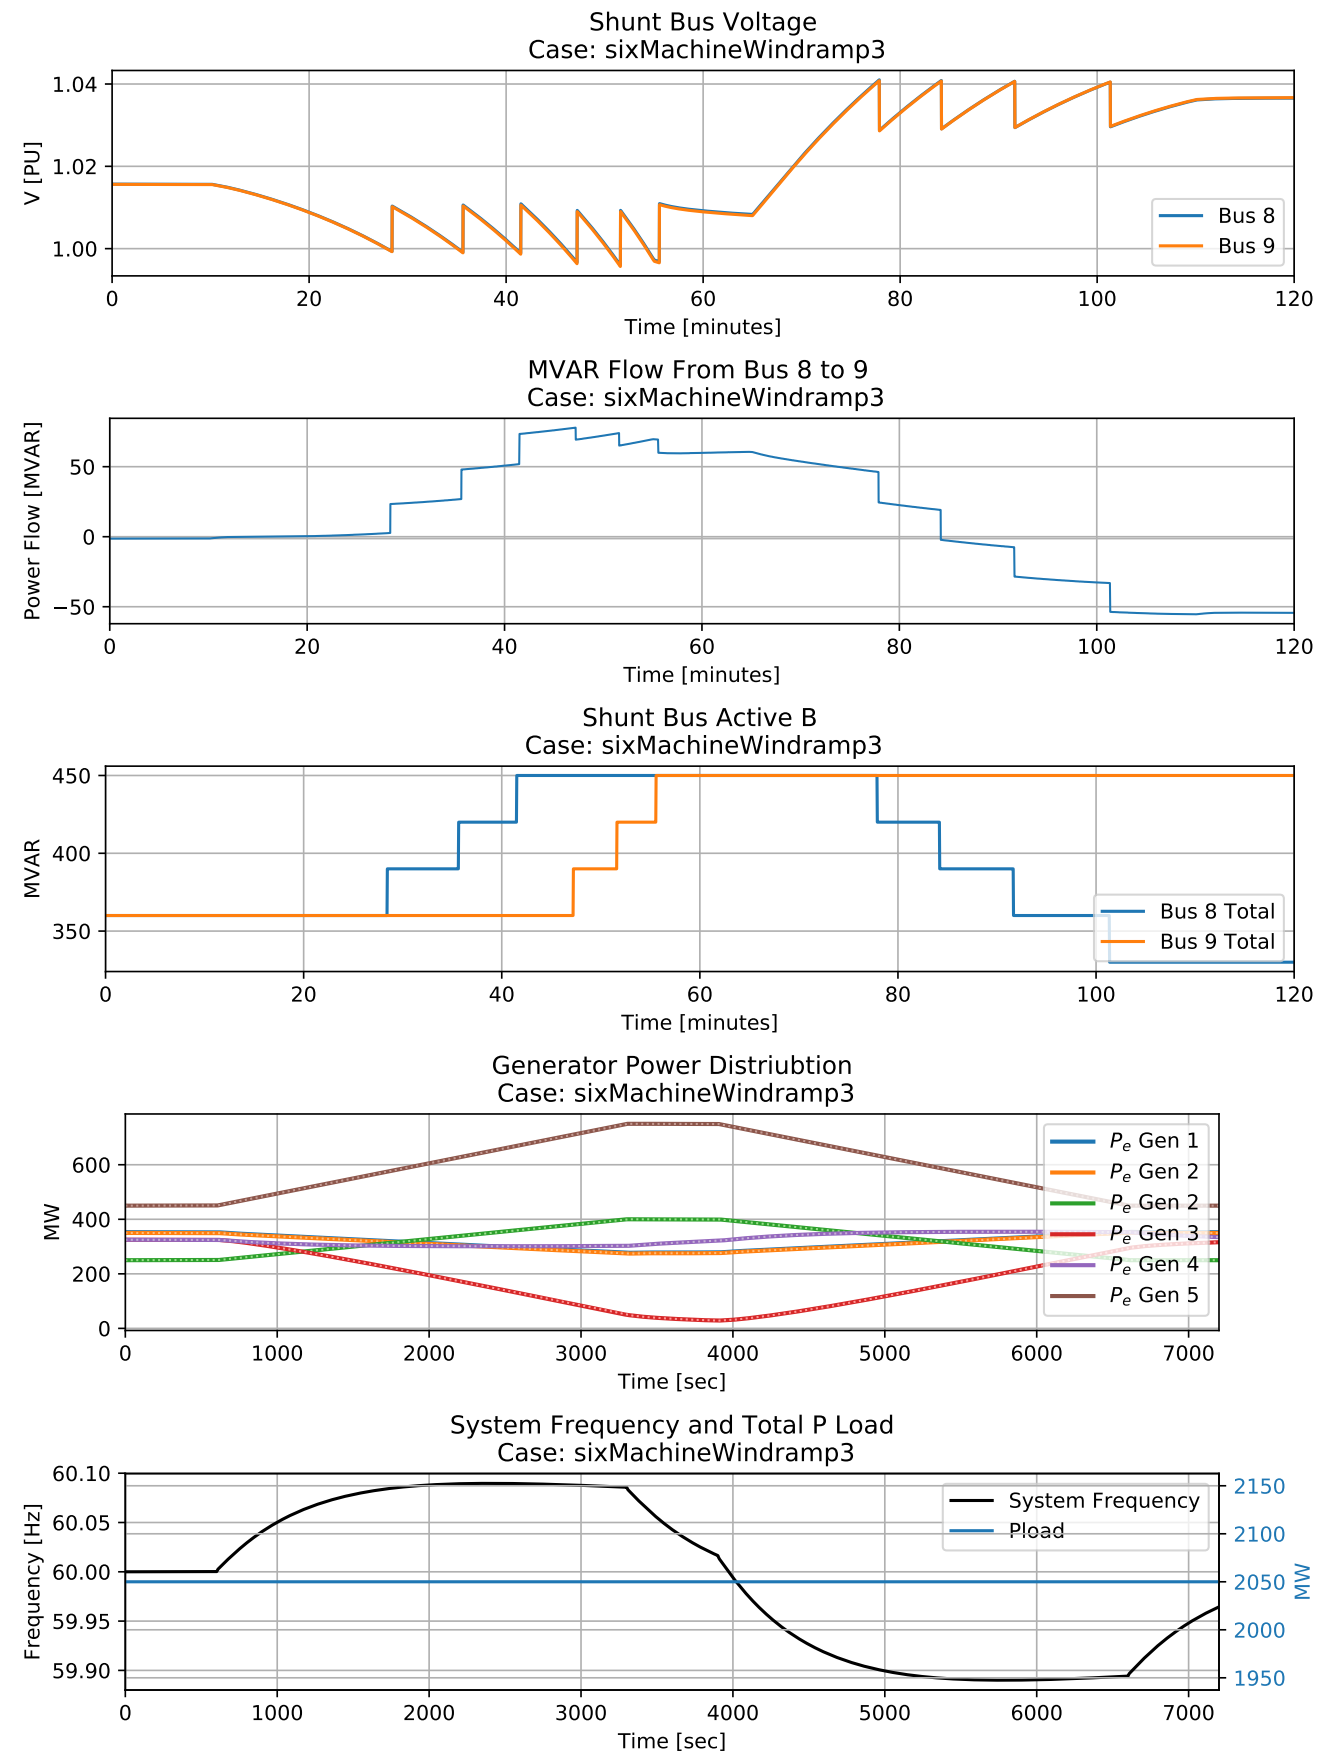 Shunt Bus Voltage
Case: sixMachineWindramp3
V [PU]
1.04
1.02
1.00
Bus 8
Bus 9
0 20 40 60 80 100 120
Time [minutes]
MVAR Flow From Bus 8 to 9
Case: sixMachineWindramp3
Power Flow [MVAR]
50
0
−50
0 20 40 60 80 100 120
Time [minutes]
Shunt Bus Active B
Case: sixMachineWindramp3
MVAR
450
400
350
Bus 8 Total
Bus 9 Total
0 20 40 60 80 100 120
Time [minutes]
Generator Power Distriubtion
Case: sixMachineWindramp3
MW
600
400
200
0
Pe Gen 1
Pe Gen 2
Pe Gen 2
Pe Gen 3
Pe Gen 4
Pe Gen 5
0 1000 2000 3000 4000 5000 6000 7000
Time [sec]
System Frequency and Total P Load
Case: sixMachineWindramp3
Frequency [Hz]
60.10
60.05
60.00
59.95
59.90
System Frequency
Pload
2150
2100
2050
2000
1950
MW
0 1000 2000 3000 4000 5000 6000 7000
Time [sec]